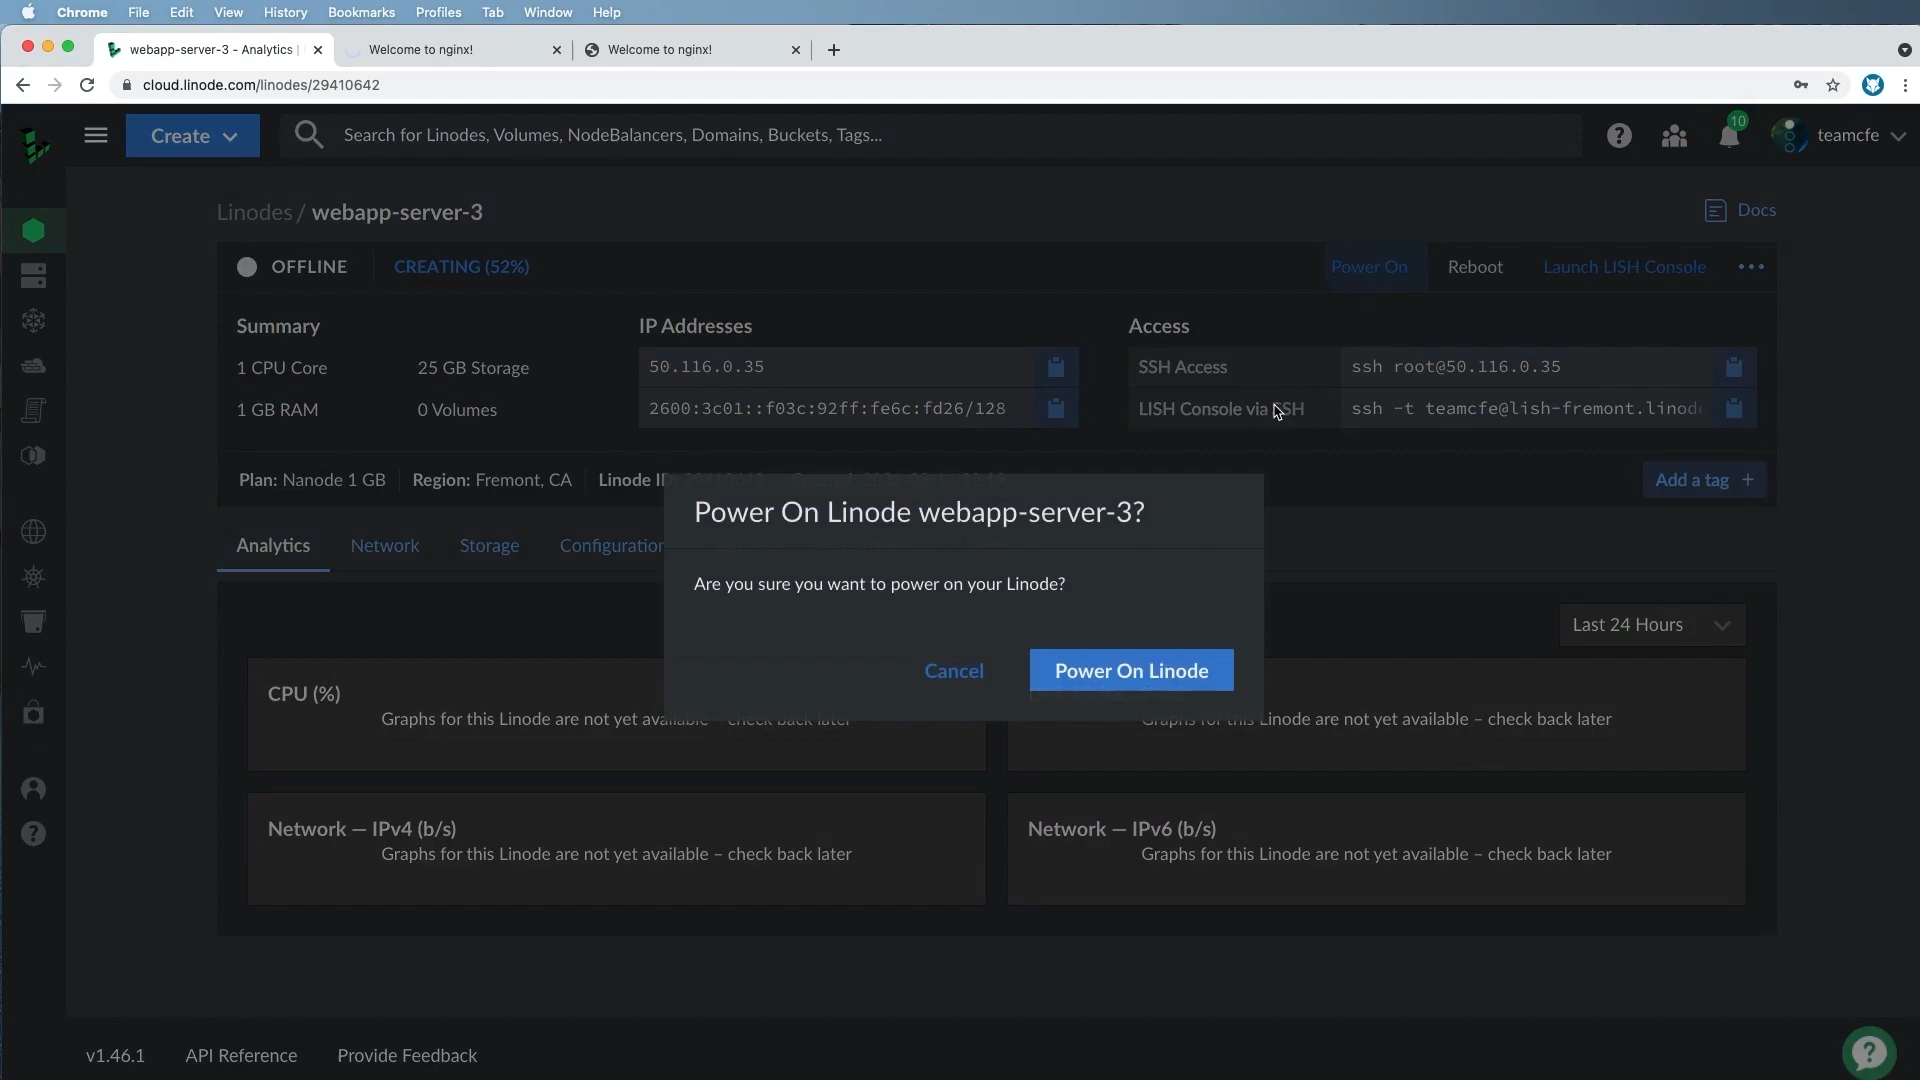 Chrome File Edit View History Bookmarks Profiles Tab Window Help
webapp-server-3 - Analytics |
Welcome to nginx!
Welcome to nginx!
cloud.linode.com/linodes/29410642
Create
Search for Linodes, Volumes, NodeBalancers, Domains, Buckets, Tags...
10
teamcfe
Linodes / webapp-server-3
Docs
OFFLINE
CREATING (52%)
Power On
Reboot
Launch LISH Console
Summary
IP Addresses
Access
1 CPU Core
25 GB Storage
50.116.0.35
SSH Access
ssh root@50.116.0.35
1 GB RAM
0 Volumes
2600:3c01::f03c:92ff:fe6c:fd26/128
LISH Console via SSH
ssh -t teamcfe@lish-fremont.linode
Plan: Nanode 1 GB
Region: Fremont, CA
Linode ID
Add a tag +
Power On Linode webapp-server-3?
Analytics
Network
Storage
Configuration
Are you sure you want to power on your Linode?
Last 24 Hours
Cancel
Power On Linode
CPU (%)
Graphs for this Linode are not yet available – check back later
Graphs for this Linode are not yet available – check back later
Network — IPv4 (b/s)
Graphs for this Linode are not yet available – check back later
Network — IPv6 (b/s)
Graphs for this Linode are not yet available – check back later
v1.46.1
API Reference
Provide Feedback